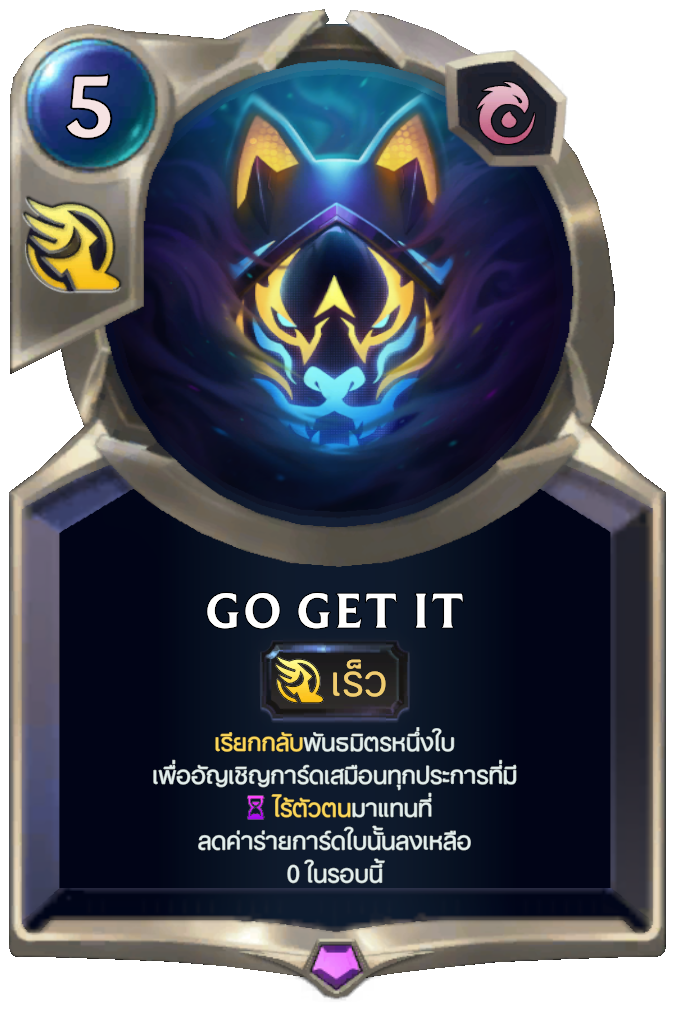 5
GO GET IT
เร็ว
เรียกกลับพันธมิตรหนึ่งใบ
เพื่ออัญเชิญการ์ดเสมือนทุกประการที่มี
ไร้ตัวตนมาแทนที่
ลดค่าร่ายการ์ดใบนั้นลงเหลือ
0 ในรอบนี้